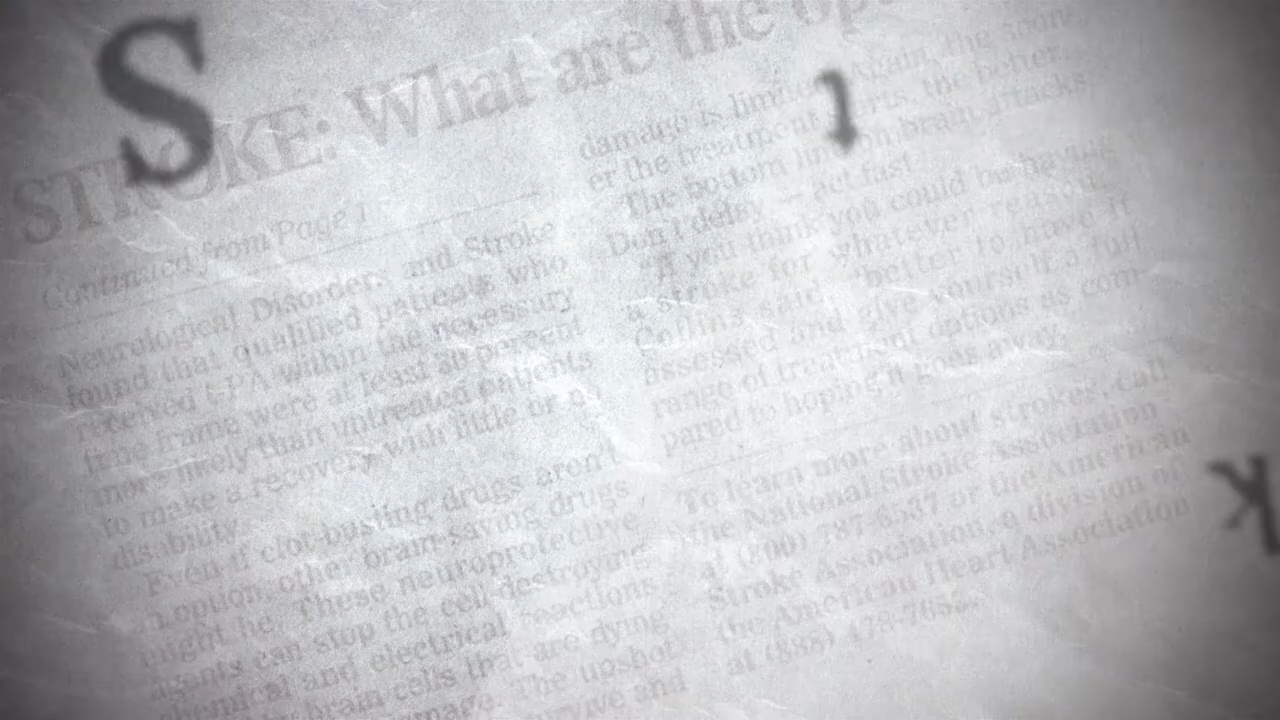 S
STROKE: What are the op
Continued from Page 1
Neurological Disorders and Stroke
found that qualified patients who
received t-PA within the necessary
time frame were at least 30 percent
more likely than untreated patients
to make a recovery with little or
disability.
Even if clot-busting drugs aren't
option, other brain-saving drugs
might be. These neuroprotective
agents can stop the cell-destroying
chemical and electrical reactions
brain cells that are dying
The upshot
survive and
damage is limited. Again, the soon-
er the treatment the better.
The bottom line on brain attacks
Don't delay — act fast.
"If you think you could be having
a stroke for whatever reason,"
Collins said, "better to have it
assessed and give yourself a full
range of treatment options as com-
pared to hoping it goes away."
To learn more about strokes, call
the National Stroke Association
at (800) 787-6537 or the American
Stroke Association, a division of
the American Heart Association
at (888) 478-7653.